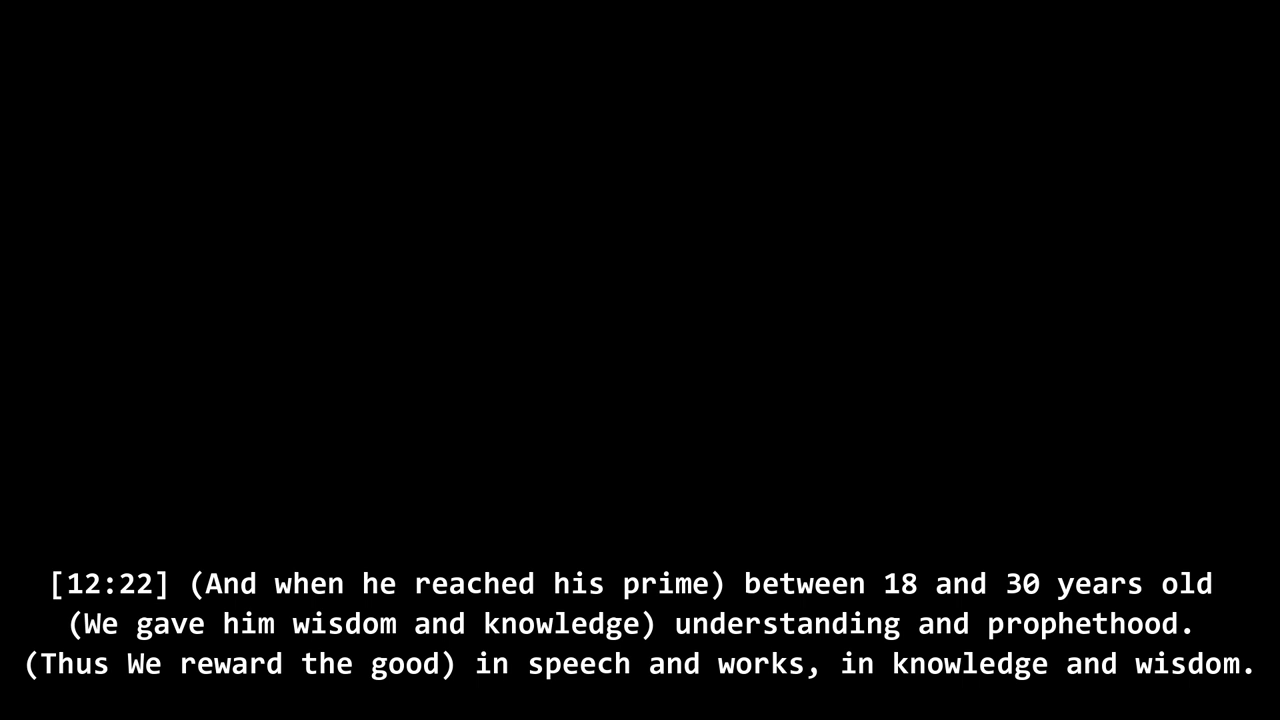 [12:22] (And when he reached his prime) between 18 and 30 years old
(We gave him wisdom and knowledge) understanding and prophethood.
(Thus We reward the good) in speech and works, in knowledge and wisdom.